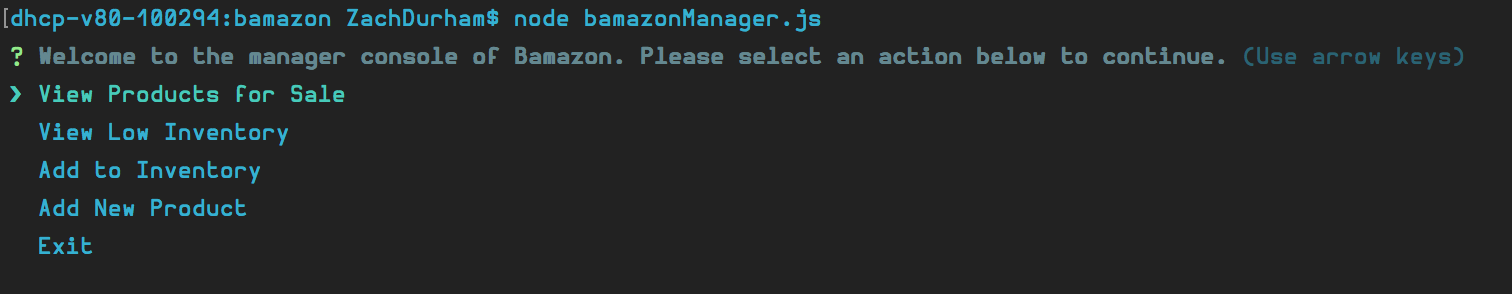 [dhcp-v80-100294:bamazon ZachDurham$ node bamazonManager.js
? Welcome to the manager console of Bamazon. Please select an action below to continue. (Use arrow keys)
❯ View Products for Sale
View Low Inventory
Add to Inventory
Add New Product
Exit